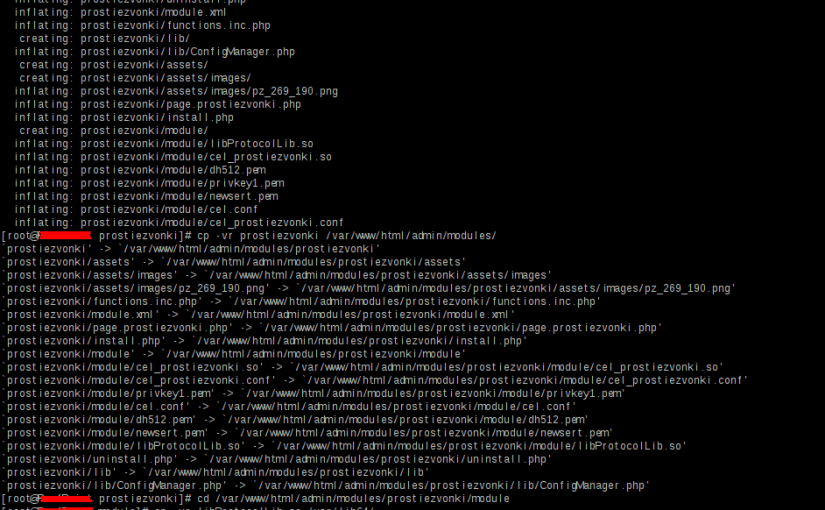 inflating: prostiezvonki/uninstall.php
inflating: prostiezvonki/module.xml
inflating: prostiezvonki/functions.inc.php
creating: prostiezvonki/lib/
inflating: prostiezvonki/lib/ConfigManager.php
creating: prostiezvonki/assets/
creating: prostiezvonki/assets/images/
inflating: prostiezvonki/assets/images/pz_269_190.png
inflating: prostiezvonki/page.prostiezvonki.php
inflating: prostiezvonki/install.php
creating: prostiezvonki/module/
inflating: prostiezvonki/module/libProtocolLib.so
inflating: prostiezvonki/module/cel_prostiezvonki.so
inflating: prostiezvonki/module/dh512.pem
inflating: prostiezvonki/module/privkey1.pem
inflating: prostiezvonki/module/newsert.pem
inflating: prostiezvonki/module/cel.conf
inflating: prostiezvonki/module/cel_prostiezvonki.conf
[root@ prostiezvonki]# cp -vr prostiezvonki /var/www/html/admin/modules/
`prostiezvonki' -> `/var/www/html/admin/modules/prostiezvonki'
`prostiezvonki/assets' -> `/var/www/html/admin/modules/prostiezvonki/assets'
`prostiezvonki/assets/images' -> `/var/www/html/admin/modules/prostiezvonki/assets/images'
`prostiezvonki/assets/images/pz_269_190.png' -> `/var/www/html/admin/modules/prostiezvonki/assets/images/pz_269_190.png'
`prostiezvonki/functions.inc.php' -> `/var/www/html/admin/modules/prostiezvonki/functions.inc.php'
`prostiezvonki/module.xml' -> `/var/www/html/admin/modules/prostiezvonki/module.xml'
`prostiezvonki/page.prostiezvonki.php' -> `/var/www/html/admin/modules/prostiezvonki/page.prostiezvonki.php'
`prostiezvonki/install.php' -> `/var/www/html/admin/modules/prostiezvonki/install.php'
`prostiezvonki/module' -> `/var/www/html/admin/modules/prostiezvonki/module'
`prostiezvonki/module/cel_prostiezvonki.so' -> `/var/www/html/admin/modules/prostiezvonki/module/cel_prostiezvonki.so'
`prostiezvonki/module/cel_prostiezvonki.conf' -> `/var/www/html/admin/modules/prostiezvonki/module/cel_prostiezvonki.conf'
`prostiezvonki/module/privkey1.pem' -> `/var/www/html/admin/modules/prostiezvonki/module/privkey1.pem'
`prostiezvonki/module/cel.conf' -> `/var/www/html/admin/modules/prostiezvonki/module/cel.conf'
`prostiezvonki/module/dh512.pem' -> `/var/www/html/admin/modules/prostiezvonki/module/dh512.pem'
`prostiezvonki/module/newsert.pem' -> `/var/www/html/admin/modules/prostiezvonki/module/newsert.pem'
`prostiezvonki/module/libProtocolLib.so' -> `/var/www/html/admin/modules/prostiezvonki/module/libProtocolLib.so'
`prostiezvonki/uninstall.php' -> `/var/www/html/admin/modules/prostiezvonki/uninstall.php'
`prostiezvonki/lib' -> `/var/www/html/admin/modules/prostiezvonki/lib'
`prostiezvonki/lib/ConfigManager.php' -> `/var/www/html/admin/modules/prostiezvonki/lib/ConfigManager.php'
[root@ prostiezvonki]# cd /var/www/html/admin/modules/prostiezvonki/module